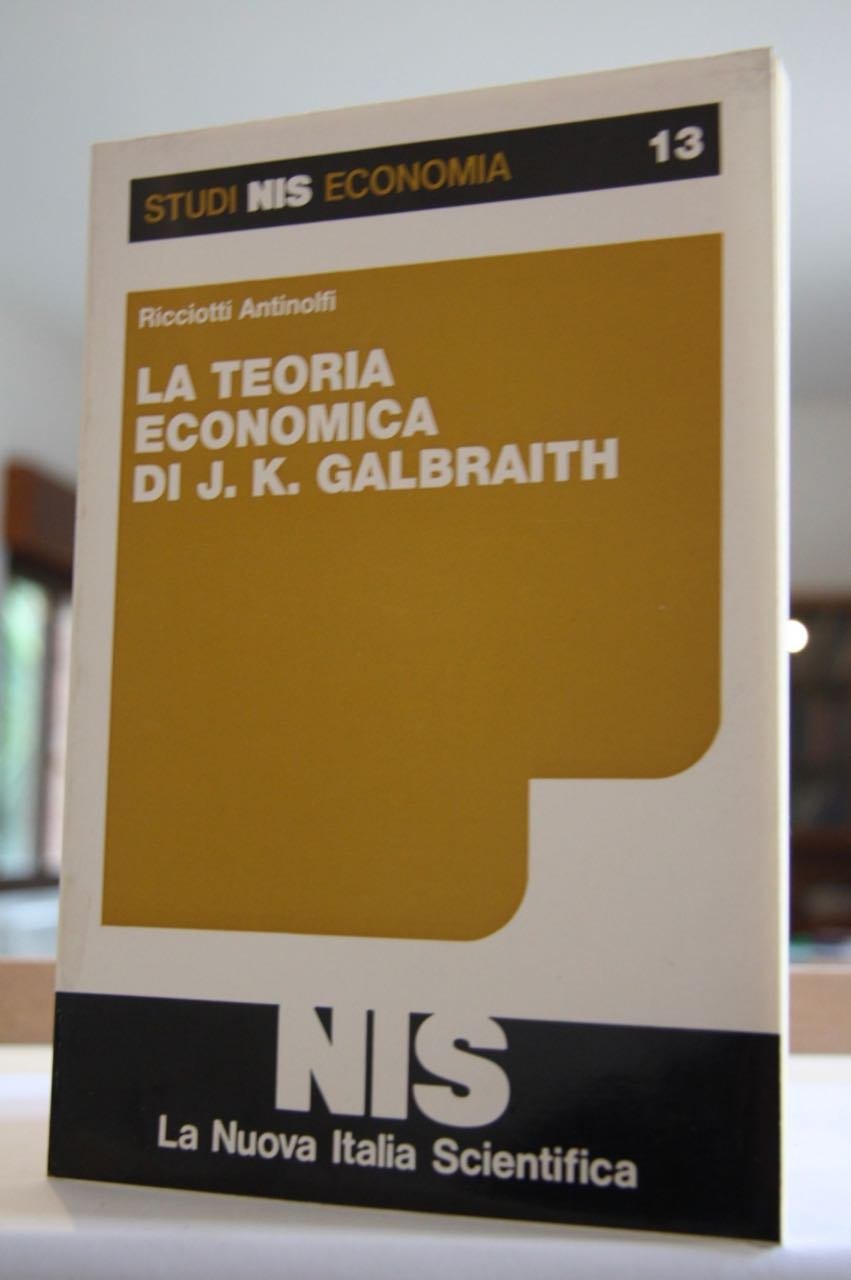 STUDI NIS ECONOMIA 13
Ricciotti Antinolfi
LA TEORIA
ECONOMICA
DI J. K. GALBRAITH
NIS
La Nuova Italia Scientifica